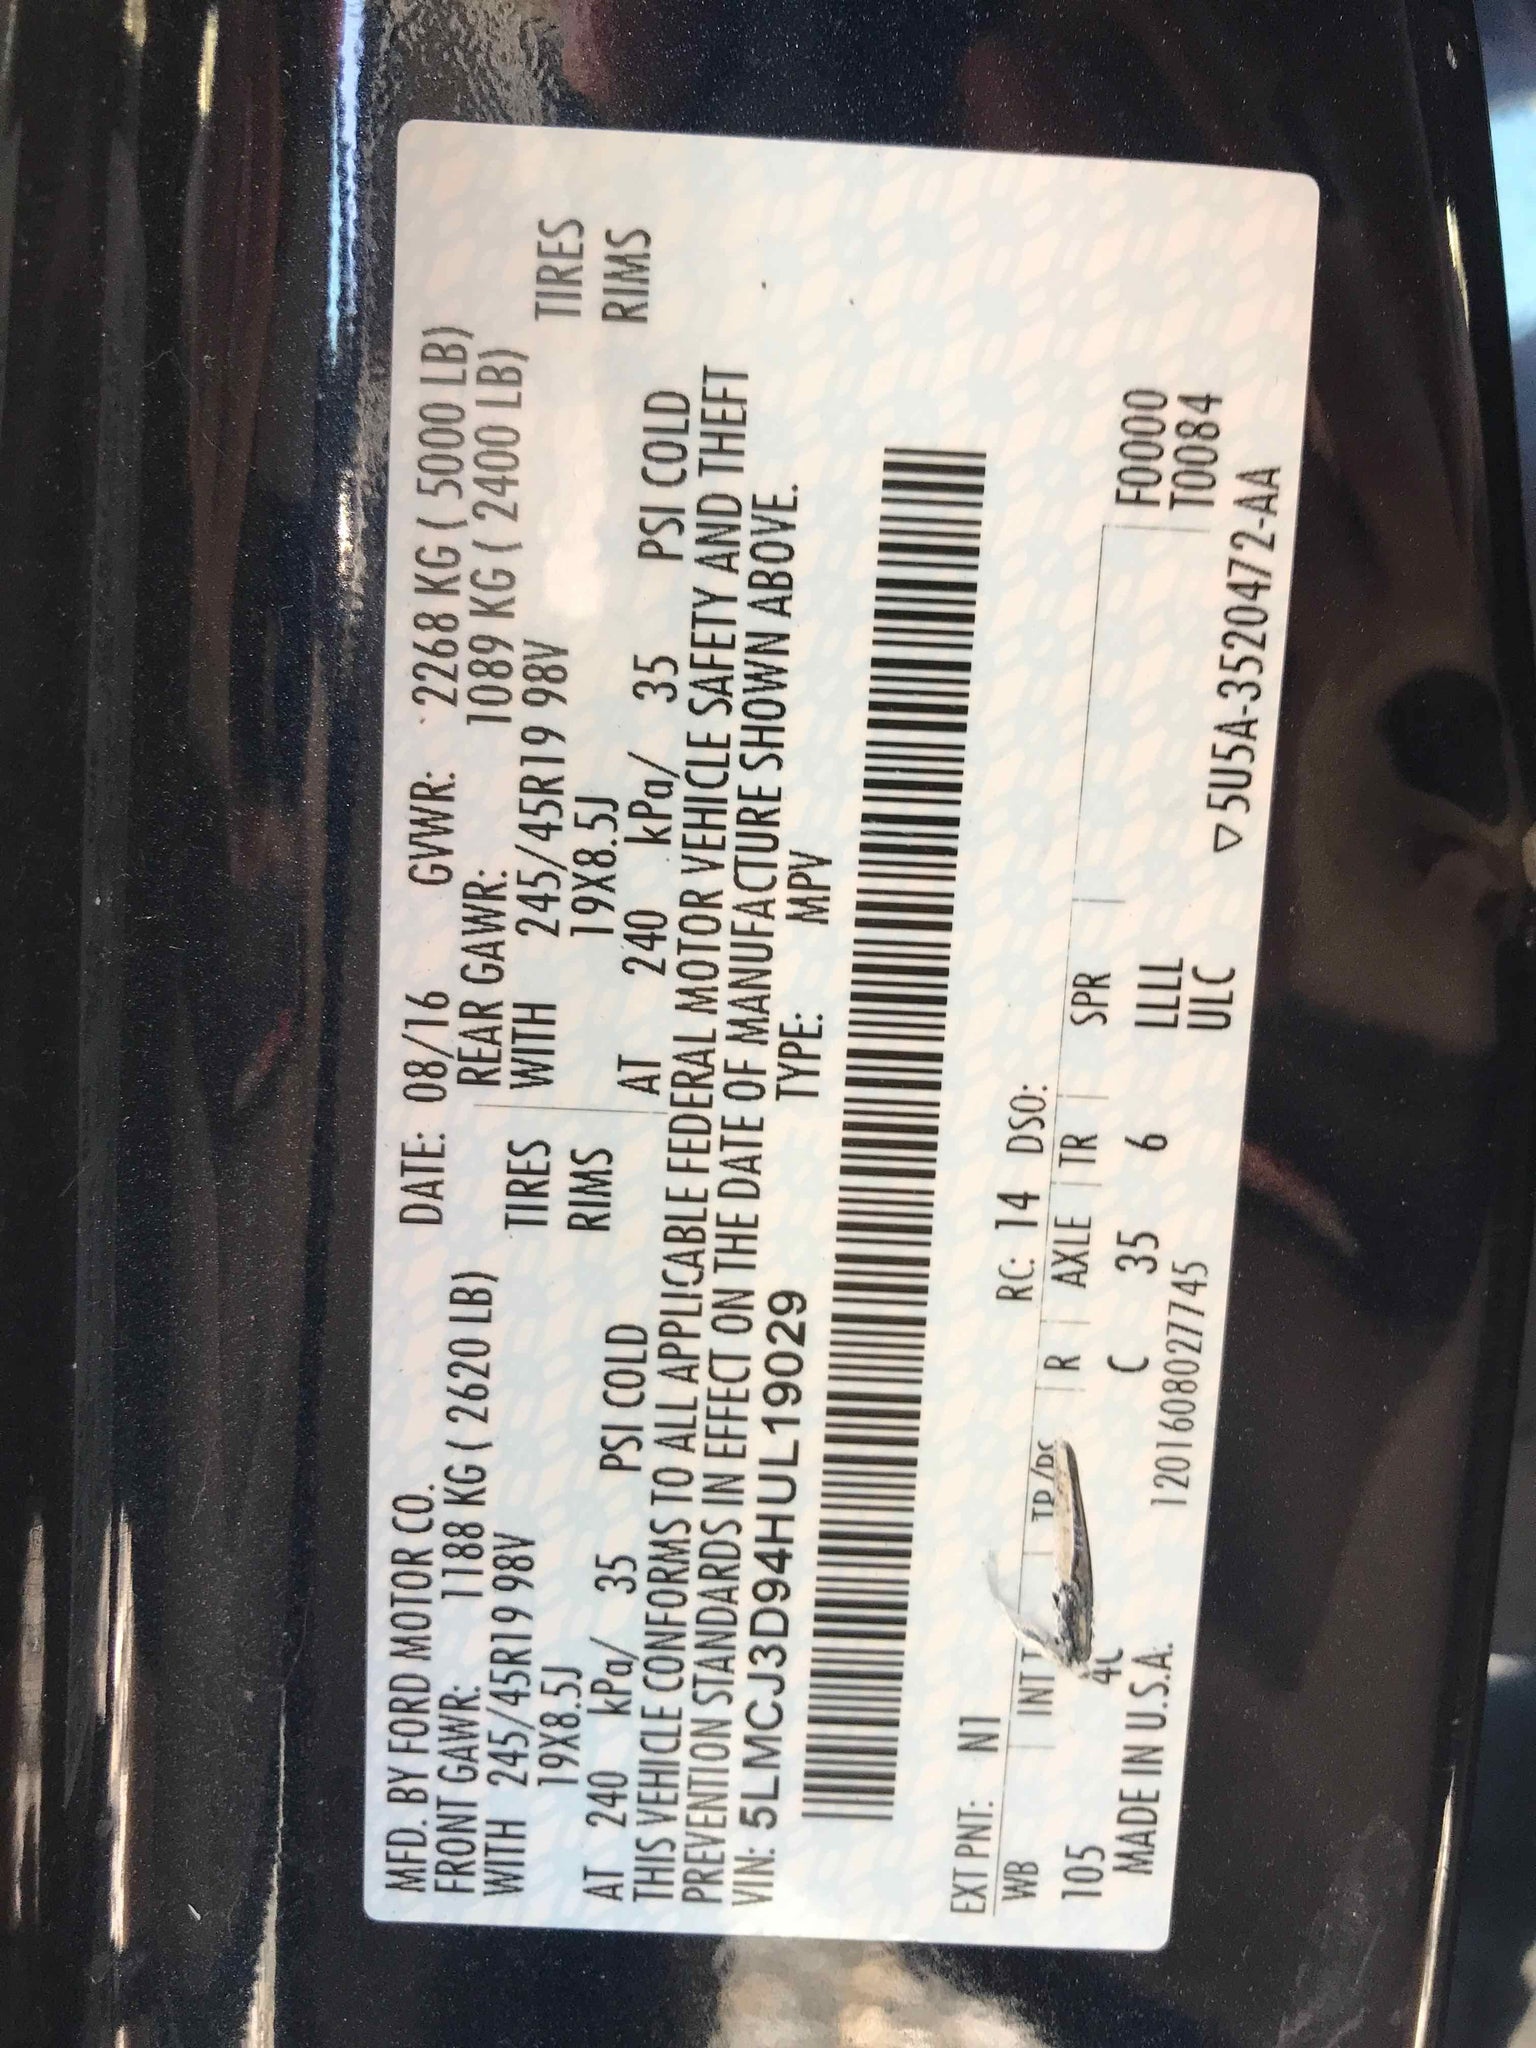 MFD. BY FORD MOTOR CO. DATE: 08/16 GVWR: 2268 KG ( 5000 LB)
FRONT GAWR: 1188 KG ( 2620 LB) REAR GAWR: 1089 KG ( 2400 LB)
WITH 245/45R19 98V TIRES WITH 245/45R19 98V TIRES
19X8.5J RIMS 19X8.5J RIMS
AT 240 kPa/ 35 PSI COLD AT 240 kPa/ 35 PSI COLD
THIS VEHICLE CONFORMS TO ALL APPLICABLE FEDERAL MOTOR VEHICLE SAFETY AND THEFT
PREVENTION STANDARDS IN EFFECT ON THE DATE OF MANUFACTURE SHOWN ABOVE.
VIN: 5LMCJ3D94HUL19029 TYPE: MPV
EXT PNT: N1 RC: 14 DSO:
WB INT R AXLE TR SPR F0000
105 C 35 6 LLLL T0084
MADE IN U.S.A. 1201608027745 ULC
▽5U5A-3520472-AA